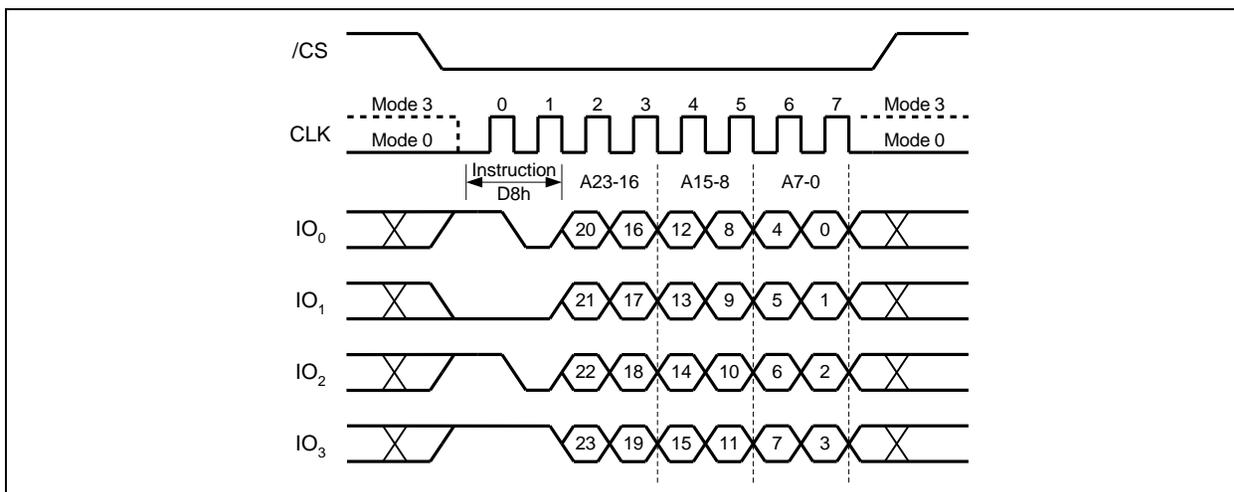 /CS
Mode 3 0 1 2 3 4 5 6 7 Mode 3
CLK
Mode 0 Mode 0
Instruction
D8h A23-16 A15-8 A7-0
IO0 20 16 12 8 4 0
IO1 21 17 13 9 5 1
IO2 22 18 14 10 6 2
IO3 23 19 15 11 7 3